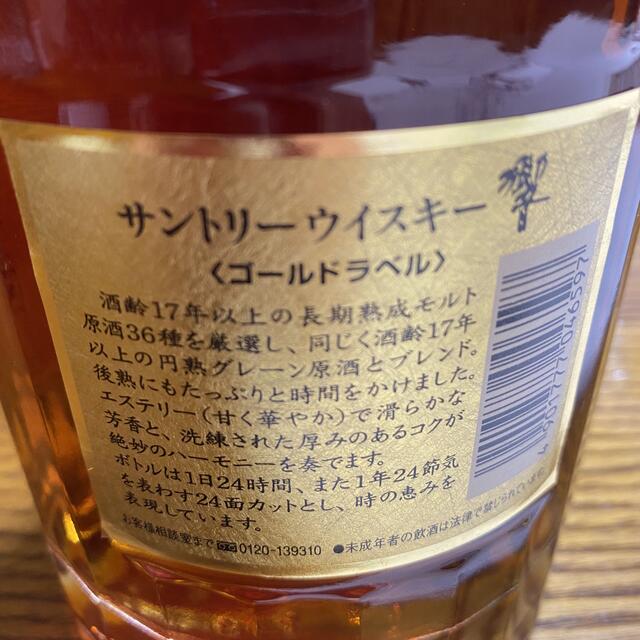 響
サントリーウイスキー
〈ゴールドラベル〉
酒齢17年以上の長期熟成モルト
原酒36種を厳選し、同じく酒齢17年
以上の円熟グレーン原酒とブレンド。
後熟にもたっぷりと時間をかけました。
エステリー(甘く華やか)で滑らかな
芳香と、洗練された厚みのあるコクが
絶妙のハーモニーを奏でます。
ボトルは1日24時間、また1年24節気
を表わす24面カットとし、時の恵みを
表現しています。
お客様相談室まで 0120-139310 ●未成年者の飲酒は法律で禁じられています。